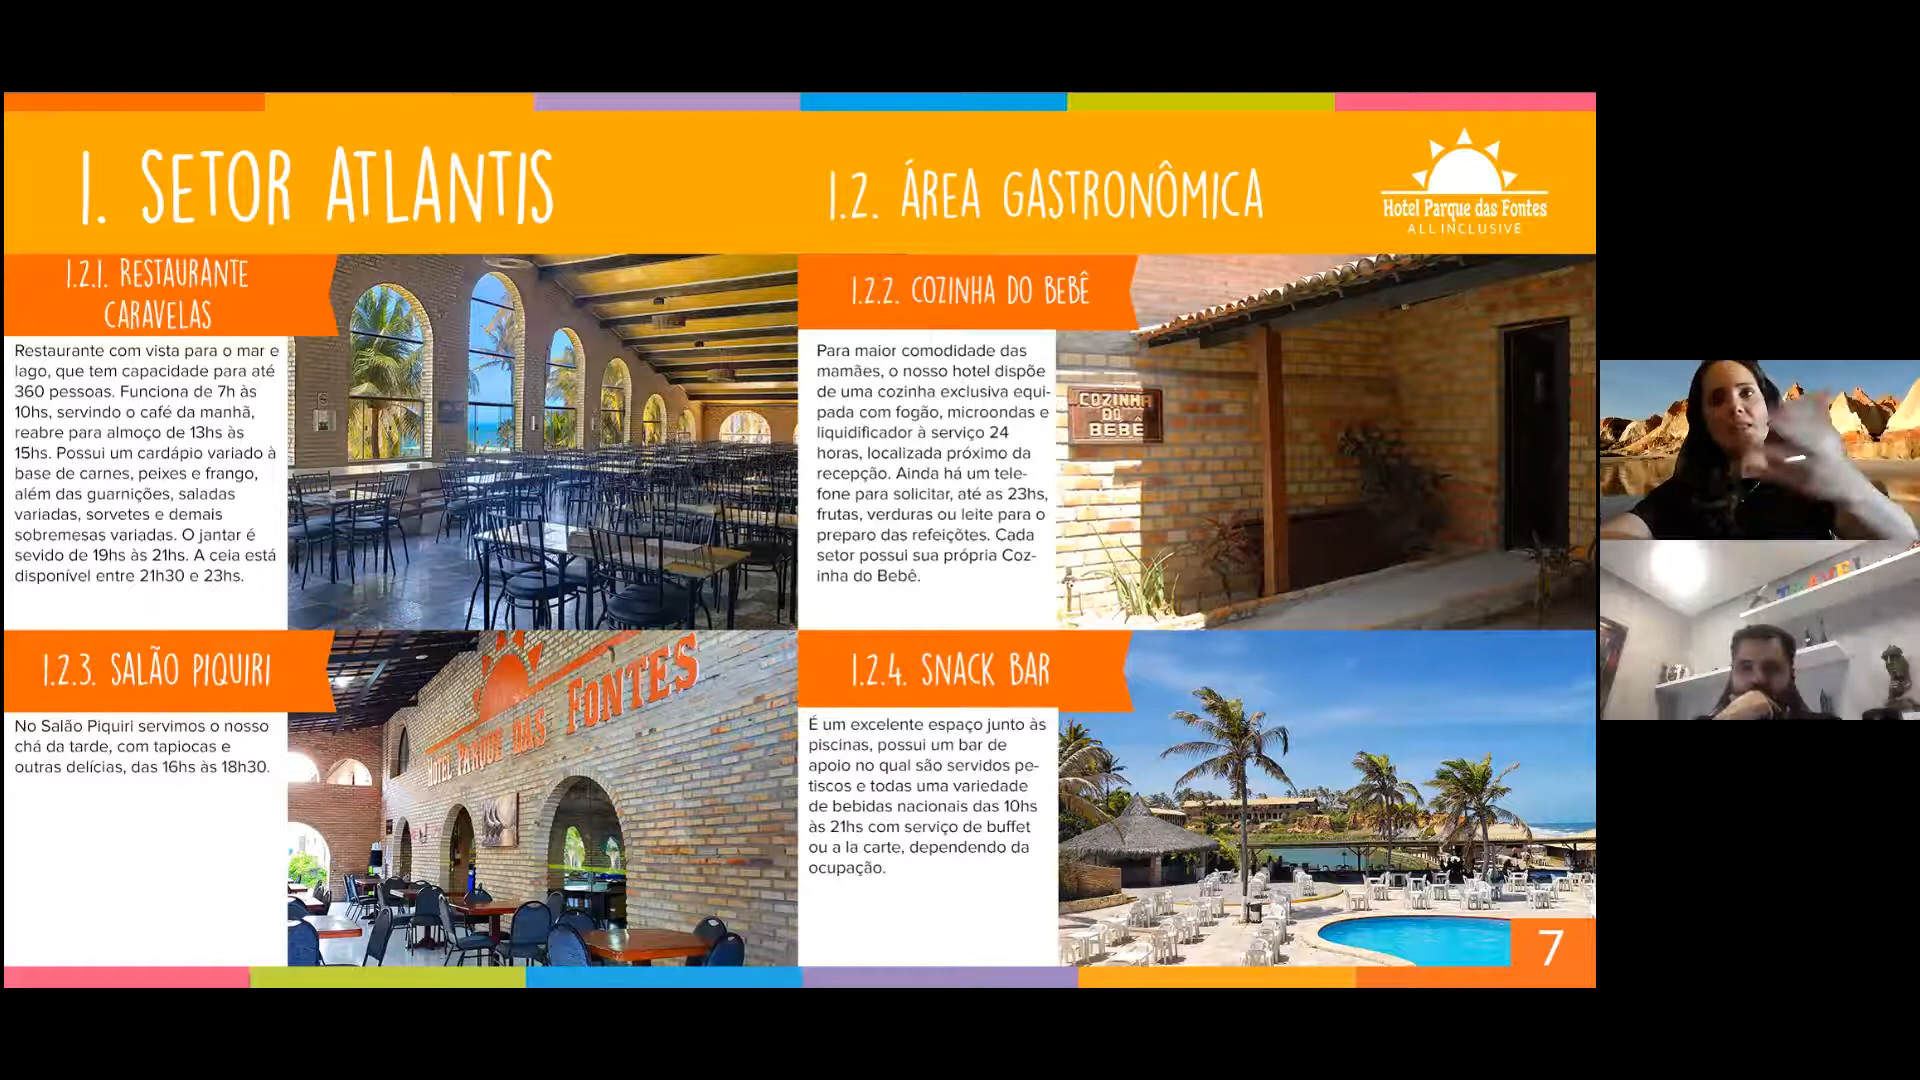 1. SETOR ATLANTIS
1.2. ÁREA GASTRONÔMICA
Hotel Parque das Fontes
ALL INCLUSIVE
1.2.1. RESTAURANTE
CARAVELAS
Restaurante com vista para o mar e
lago, que tem capacidade para até
360 pessoas. Funciona de 7h às
10hs, servindo o café da manhã,
reabre para almoço de 13hs às
15hs. Possui um cardápio variado à
base de carnes, peixes e frango,
além das guarnições, saladas
variadas, sorvetes e demais
sobremesas variadas. O jantar é
sevido de 19hs às 21hs. A ceia está
disponível entre 21h30 e 23hs.
1.2.2. COZINHA DO BEBÊ
Para maior comodidade das
mamães, o nosso hotel dispõe
de uma cozinha exclusiva equi-
pada com fogão, microondas e
liquidificador à serviço 24
horas, localizada próximo da
recepção. Ainda há um tele-
fone para solicitar, até as 23hs,
frutas, verduras ou leite para o
preparo das refeições. Cada
setor possui sua própria Coz-
inha do Bebê.
COZINHA
DO
BEBÊ
1.2.3. SALÃO PIQUIRI
No Salão Piquiri servimos o nosso
chá da tarde, com tapiocas e
outras delícias, das 16hs às 18h30.
HOTEL PARQUE DAS FONTES
1.2.4. SNACK BAR
É um excelente espaço junto às
piscinas, possui um bar de
apoio no qual são servidos pe-
tiscos e todas uma variedade
de bebidas nacionais das 10hs
às 21hs com serviço de buffet
ou a la carte, dependendo da
ocupação.
7
TRAVEL